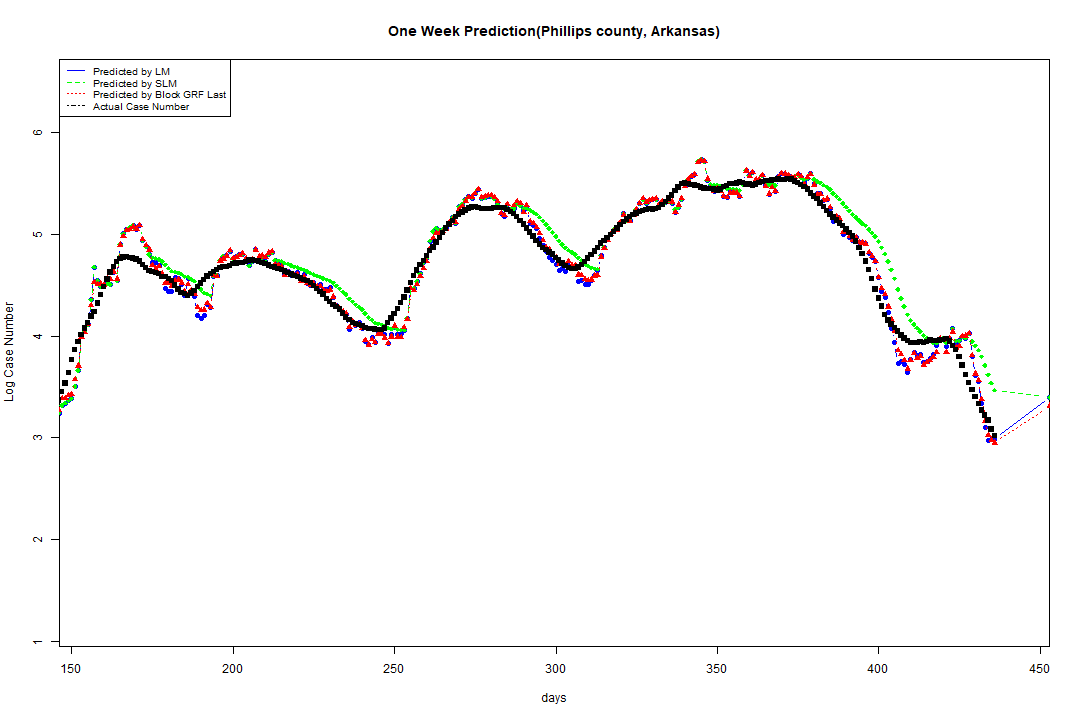 One Week Prediction(Phillips county, Arkansas)
Predicted by LM
Predicted by SLM
Predicted by Block GRF Last
Actual Case Number
6
5
4
3
2
1
Log Case Number
150 200 250 300 350 400 450
days